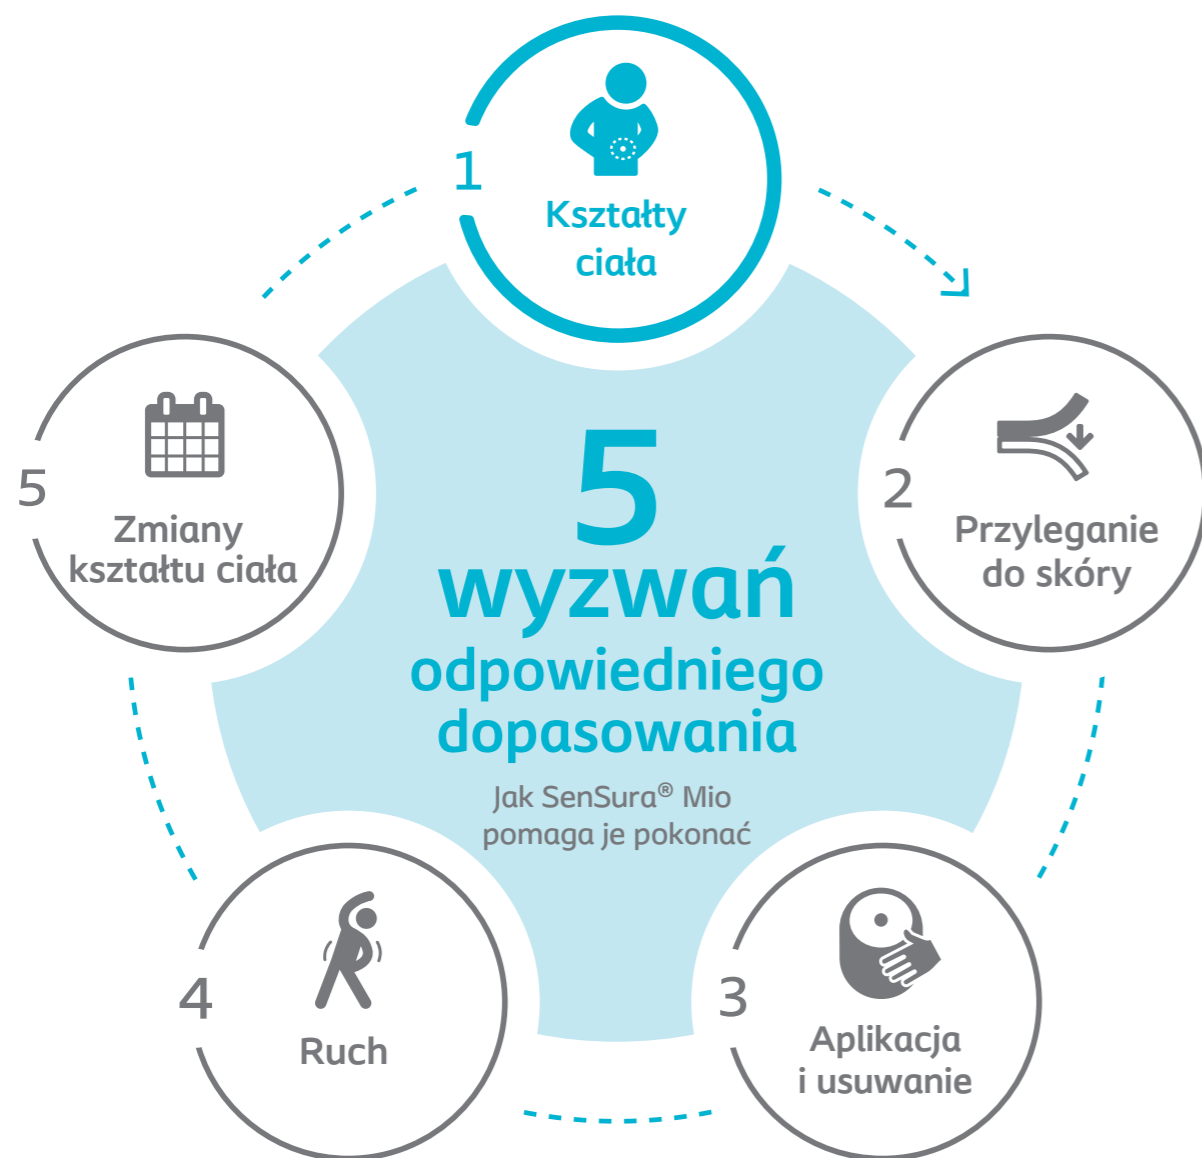 1
Kształty
ciała
2
Przyleganie
do skóry
3
Aplikacja
i usuwanie
4
Ruch
5
Zmiany
kształtu ciała
5
wyzwań
odpowiedniego
dopasowania
Jak SenSura® Mio
pomaga je pokonać